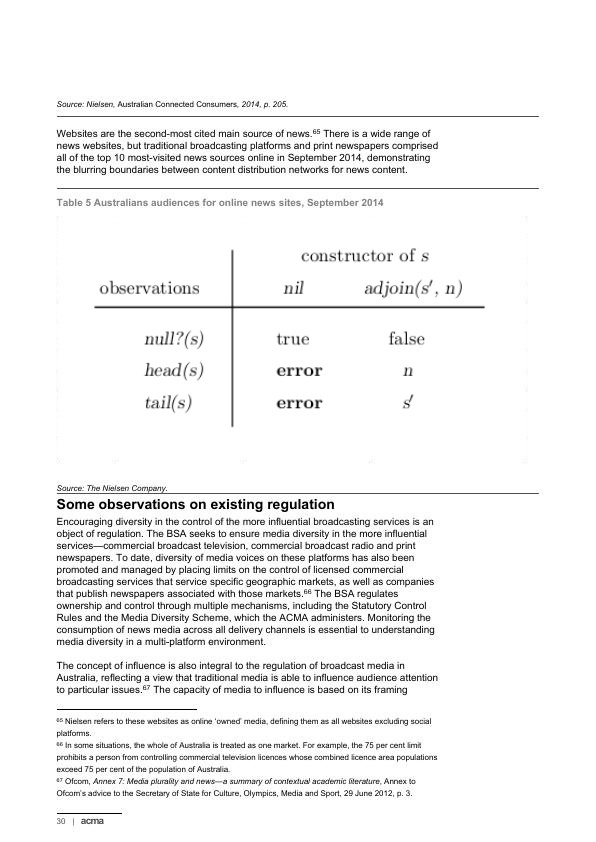 Source: Nielsen, Australian Connected Consumers, 2014, p. 205.
Websites are the second-most cited main source of news.⁶⁵ There is a wide range of
news websites, but traditional broadcasting platforms and print newspapers comprised
all of the top 10 most-visited news sources online in September 2014, demonstrating
the blurring boundaries between content distribution networks for news content.
Table 5 Australians audiences for online news sites, September 2014
constructor of s
observations nil adjoin(s′, n)
null?(s) true false
head(s) error n
tail(s) error s′
Source: The Nielsen Company.
Some observations on existing regulation
Encouraging diversity in the control of the more influential broadcasting services is an
object of regulation. The BSA seeks to ensure media diversity in the more influential
services—commercial broadcast television, commercial broadcast radio and print
newspapers. To date, diversity of media voices on these platforms has also been
promoted and managed by placing limits on the control of licensed commercial
broadcasting services that service specific geographic markets, as well as companies
that publish newspapers associated with those markets.⁶⁶ The BSA regulates
ownership and control through multiple mechanisms, including the Statutory Control
Rules and the Media Diversity Scheme, which the ACMA administers. Monitoring the
consumption of news media across all delivery channels is essential to understanding
media diversity in a multi-platform environment.
The concept of influence is also integral to the regulation of broadcast media in
Australia, reflecting a view that traditional media is able to influence audience attention
to particular issues.⁶⁷ The capacity of media to influence is based on its framing
⁶⁵ Nielsen refers to these websites as online ‘owned’ media, defining them as all websites excluding social
platforms.
⁶⁶ In some situations, the whole of Australia is treated as one market. For example, the 75 per cent limit
prohibits a person from controlling commercial television licences whose combined licence area populations
exceed 75 per cent of the population of Australia.
⁶⁷ Ofcom, Annex 7: Media plurality and news—a summary of contextual academic literature, Annex to
Ofcom’s advice to the Secretary of State for Culture, Olympics, Media and Sport, 29 June 2012, p. 3.
30 | acma